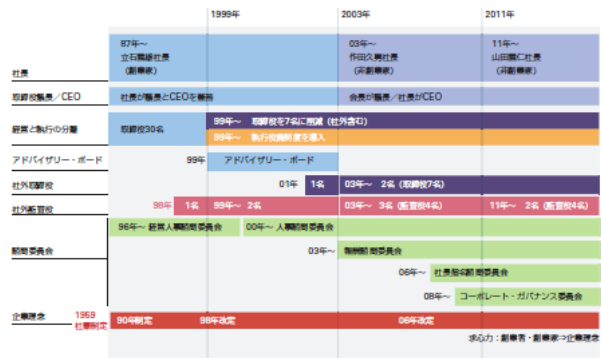 1999年 2003年 2011年
社長
87年～
立石義雄社長
（創業家）
03年～
作田久男社長
（非創業家）
11年～
山田義仁社長
（非創業家）
取締役議長／CEO 社長が議長とCEOを兼務 会長が議長／社長がCEO
経営と執行の分離 取締役30名
99年～ 取締役を7名に削減（社外含む）
99年～ 執行役員制度を導入
アドバイザリー・ボード 99年 アドバイザリー・ボード
社外取締役 01年 1名 03年～ 2名（取締役7名）
社外監査役 98年 1名 99年～ 2名 03年～ 3名（監査役4名） 11年～ 2名（監査役4名）
諮問委員会
96年～ 経営人事諮問委員会 00年～ 人事諮問委員会
03年～ 報酬諮問委員会
06年～ 社長指名諮問委員会
08年～ コーポレート・ガバナンス委員会
企業理念 1959
社憲制定
90年制定 98年改定 06年改定
求心力：創業者・創業家⇒企業理念